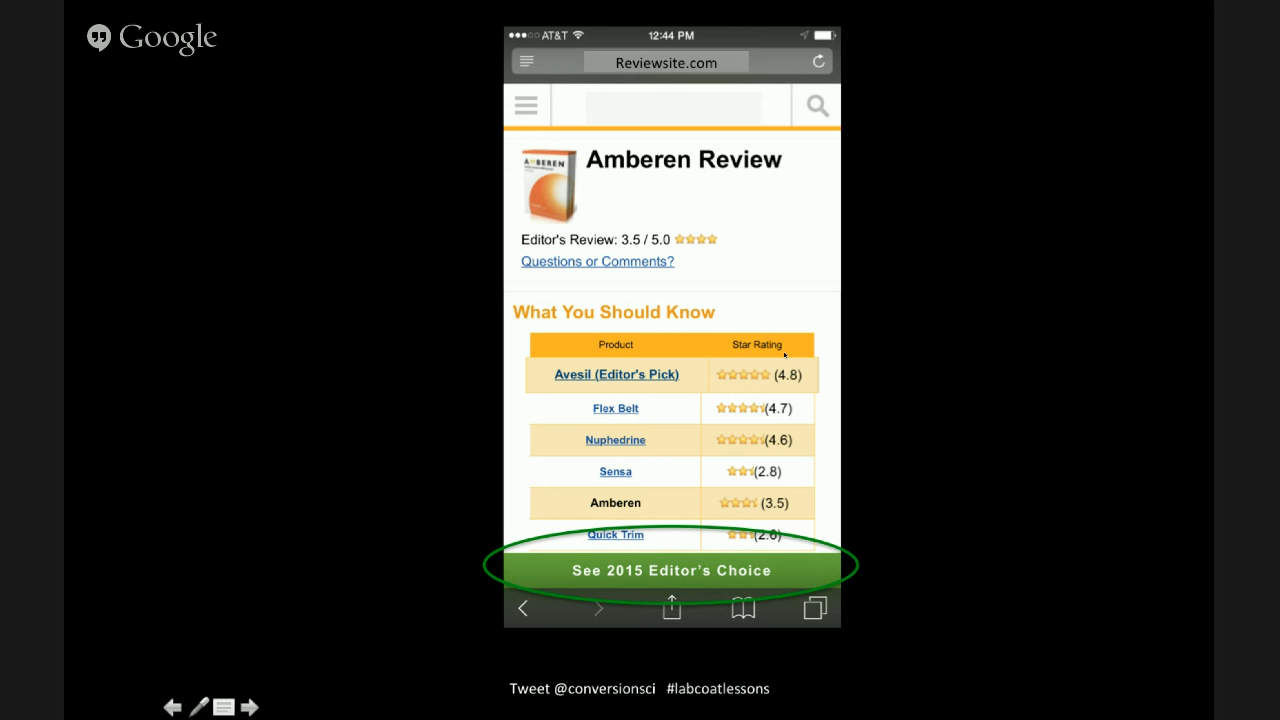 Google
AT&T 12:44 PM
Reviewsite.com
AMBEREN
Amberen Review
Editor's Review: 3.5 / 5.0
Questions or Comments?
What You Should Know
Product Star Rating
Avesil (Editor's Pick) (4.8)
Flex Belt (4.7)
Nuphedrine (4.6)
Sensa (2.8)
Amberen (3.5)
Quick Trim (2.6)
See 2015 Editor's Choice
Tweet @conversionsci #labcoatlessons